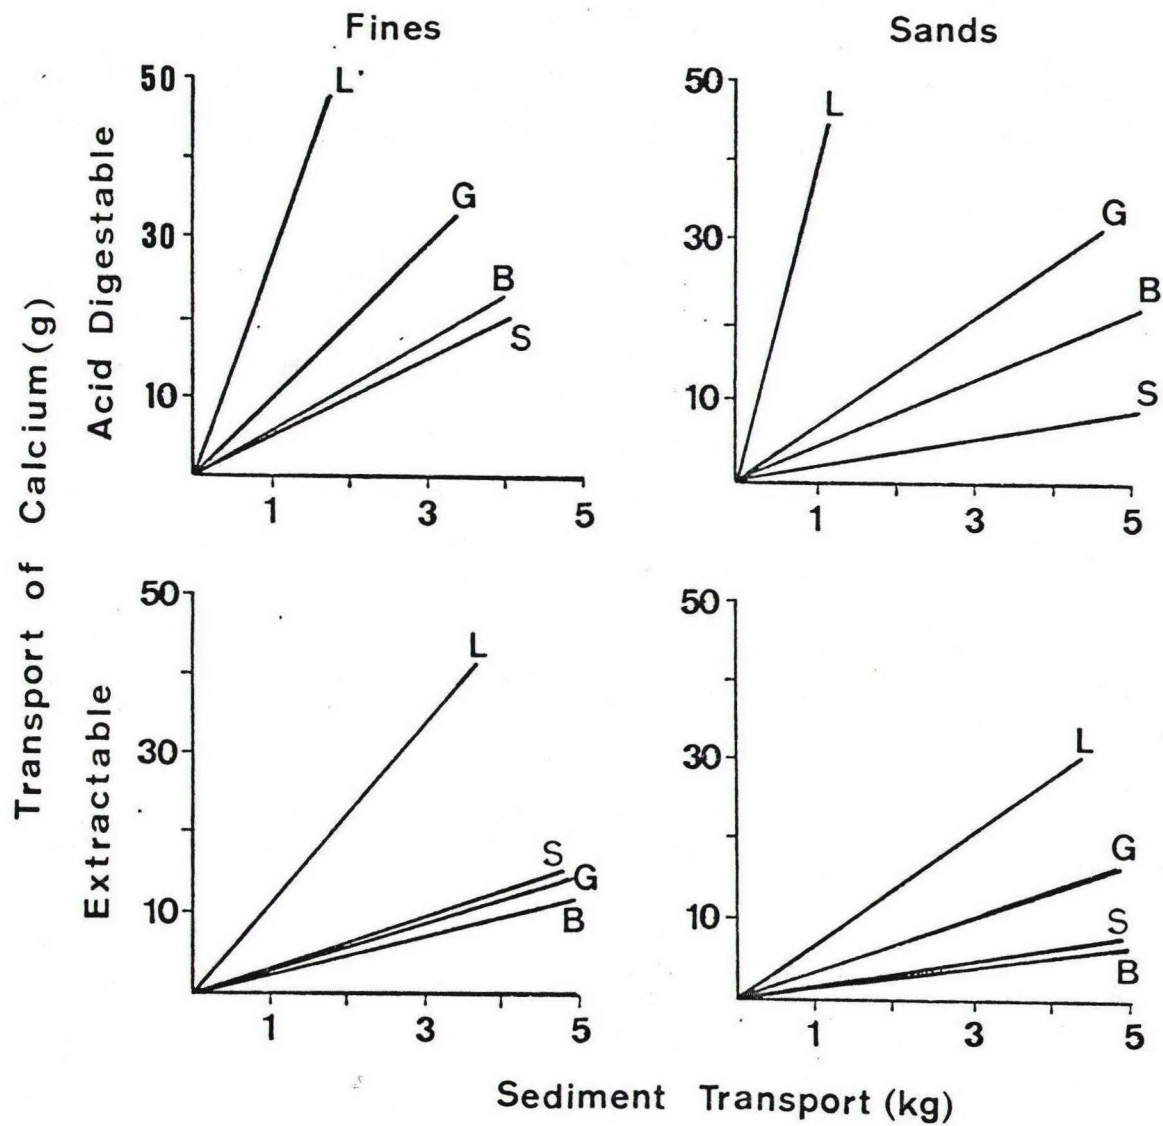 Fines
Sands
Transport of Calcium (g)
Acid Digestable
Extractable
50
30
10
L
G
B
S
1
3
5
50
30
10
L
G
B
S
1
3
5
50
30
10
L
S
G
B
1
3
5
50
30
10
L
G
S
B
1
3
5
Sediment Transport (kg)